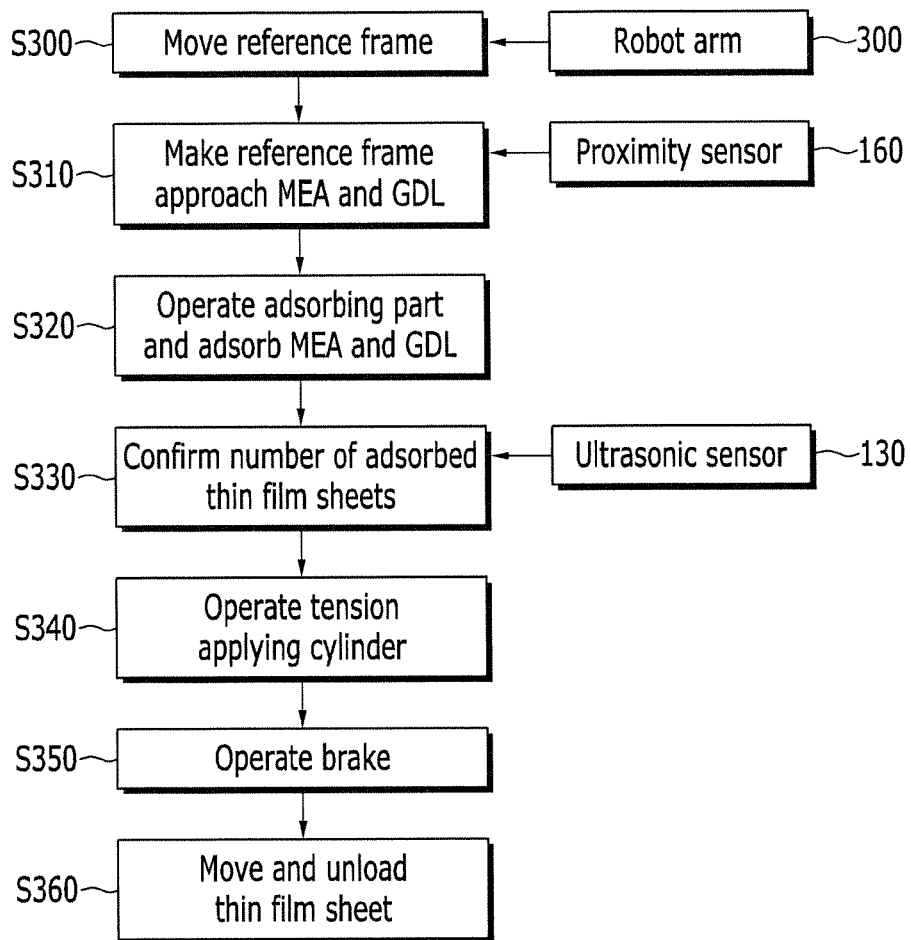 S300
Move reference frame
Robot arm
300
S310
Make reference frame
approach MEA and GDL
Proximity sensor
160
S320
Operate adsorbing part
and adsorb MEA and GDL
S330
Confirm number of adsorbed
thin film sheets
Ultrasonic sensor
130
S340
Operate tension
applying cylinder
S350
Operate brake
S360
Move and unload
thin film sheet